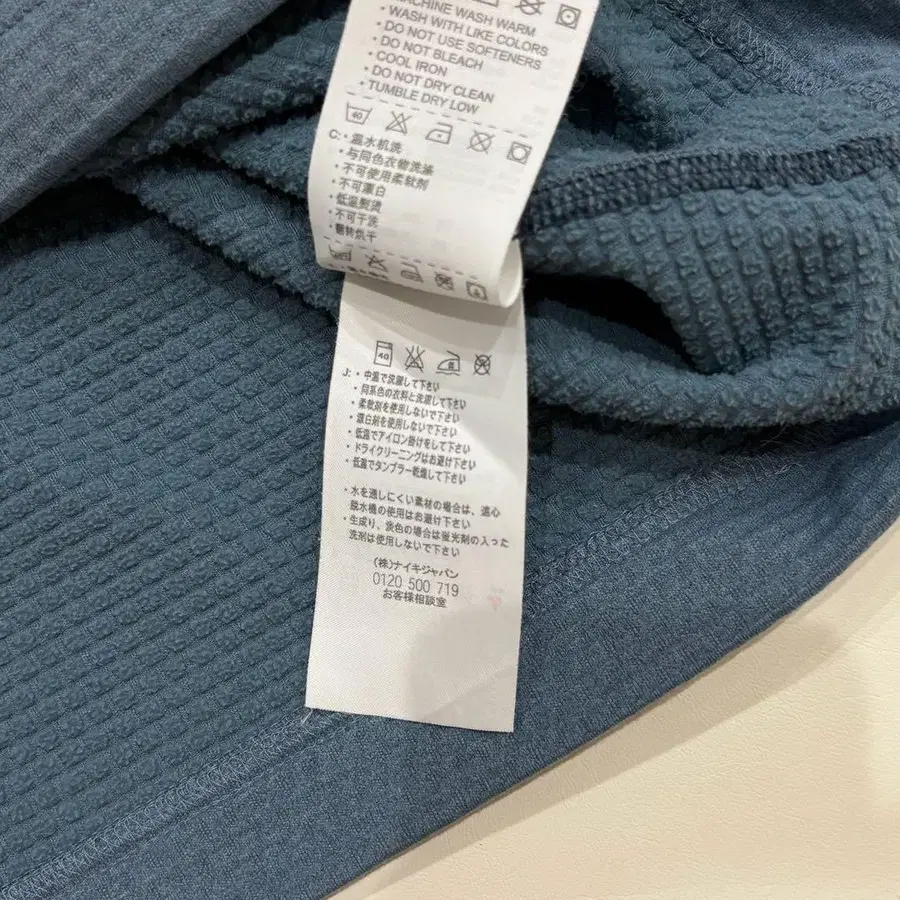 MACHINE WASH WARM
• WASH WITH LIKE COLORS
• DO NOT USE SOFTENERS
• DO NOT BLEACH
• COOL IRON
• DO NOT DRY CLEAN
• TUMBLE DRY LOW
40
C: • 温水机洗
• 与同色衣物洗涤
• 不可使用柔软剂
• 不可漂白
• 低温熨烫
• 不可干洗
• 翻转烘干
40
J: • 中温で洗濯して下さい
• 同系色の衣料と洗濯して下さい
• 柔軟剤を使用しないで下さい
• 漂白剤を使用しないで下さい
• 低温でアイロン掛けをして下さい
• ドライクリーニングはお避け下さい
• 低温でタンブラー乾燥して下さい
• 水を通しにくい素材の場合は、遠心
脱水機の使用はお避け下さい
• 生成り、淡色の場合は蛍光剤の入った
洗剤は使用しないで下さい
(株)ナイキジャパン
0120 500 719
お客様相談室